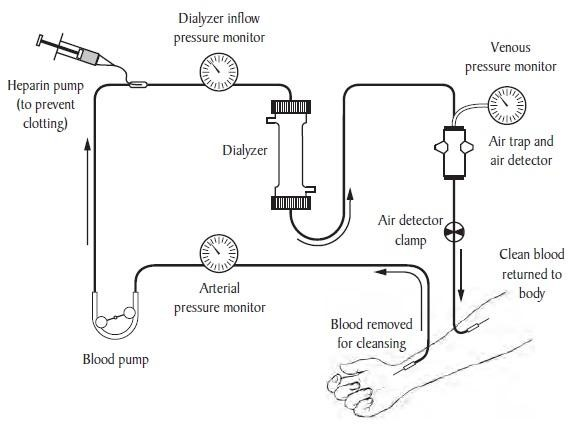 Dialyzer inflow
pressure monitor
Venous
pressure monitor
Heparin pump
(to prevent
clotting)
Dialyzer
Air trap and
air detector
Air detector
clamp
Clean blood
returned to
body
Arterial
pressure monitor
Blood removed
for cleansing
Blood pump